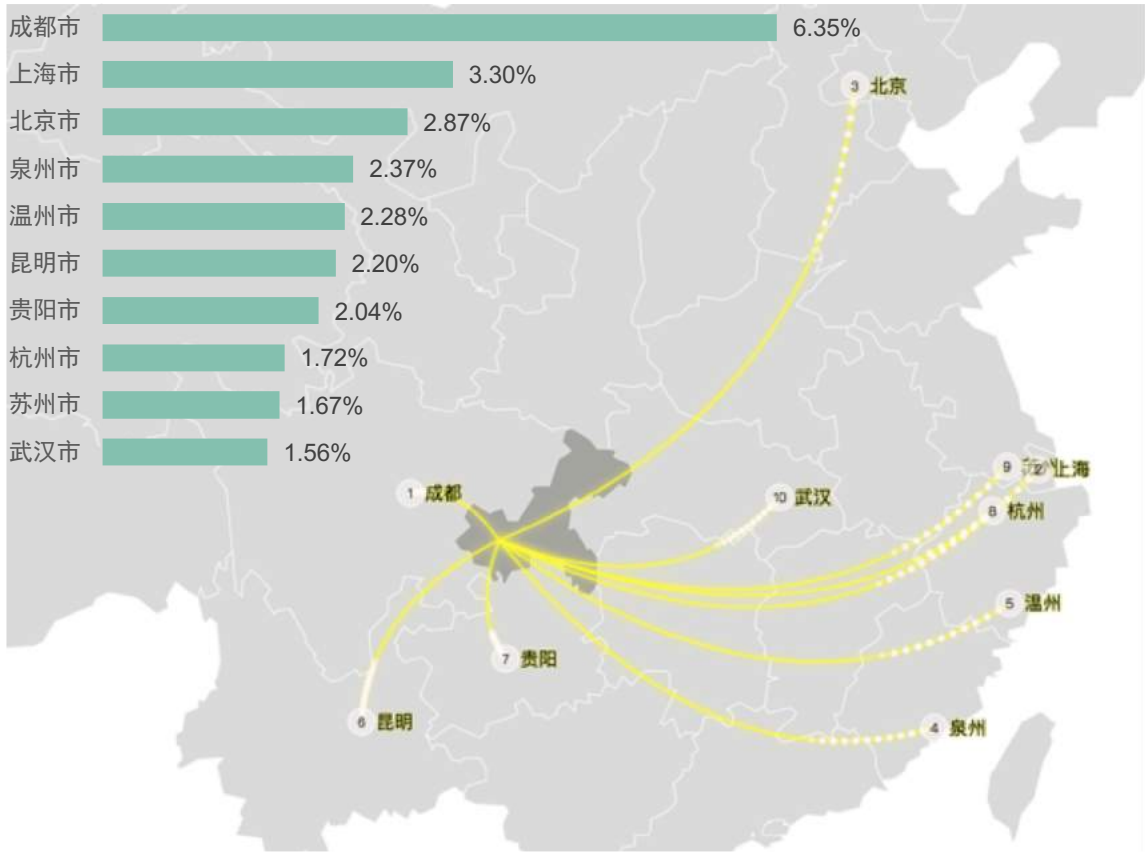 成都市 6.35%
上海市 3.30%
北京市 2.87%
泉州市 2.37%
温州市 2.28%
昆明市 2.20%
贵阳市 2.04%
杭州市 1.72%
苏州市 1.67%
武汉市 1.56%
3 北京
1 成都
10 武汉
9
2 上海
8 杭州
5 温州
7 贵阳
6 昆明
4 泉州